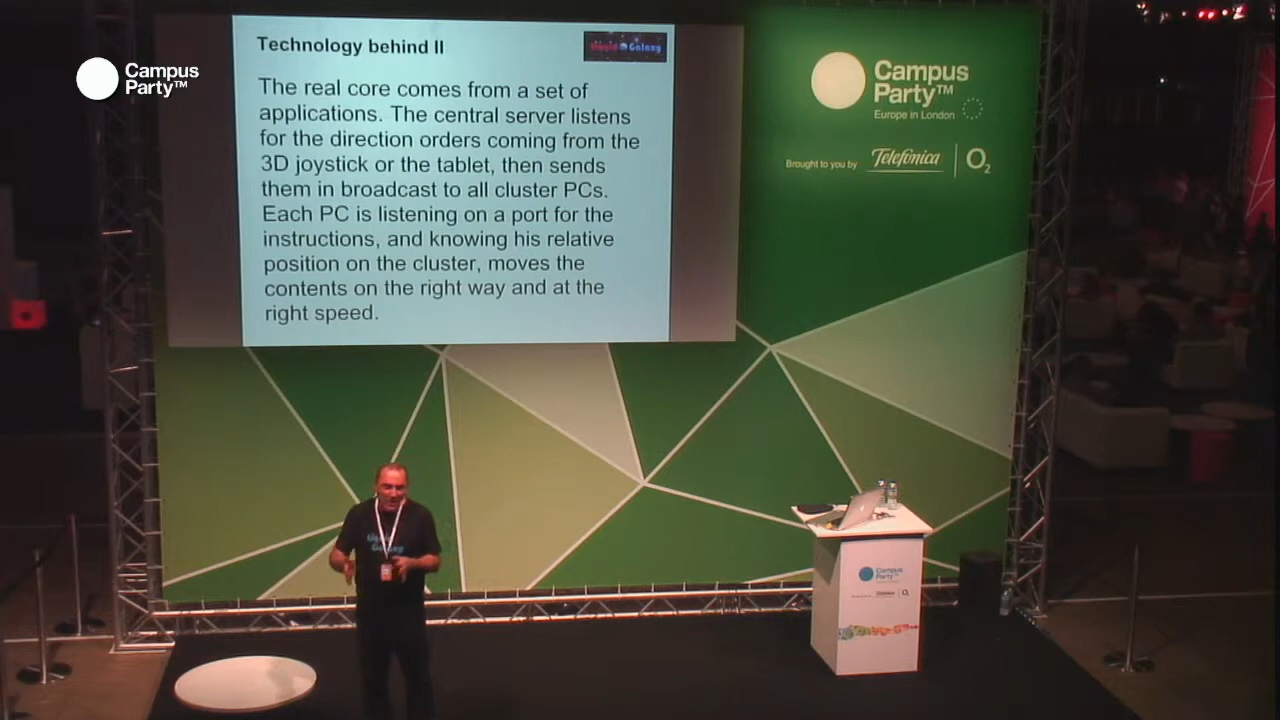 Campus
Party™
Technology behind II
Liquid Galaxy
The real core comes from a set of
applications. The central server listens
for the direction orders coming from the
3D joystick or the tablet, then sends
them in broadcast to all cluster PCs.
Each PC is listening on a port for the
instructions, and knowing his relative
position on the cluster, moves the
contents on the right way and at the
right speed.
Campus
Party™
Europe in London
Brought to you by
Telefónica
O2
Campus
Party™